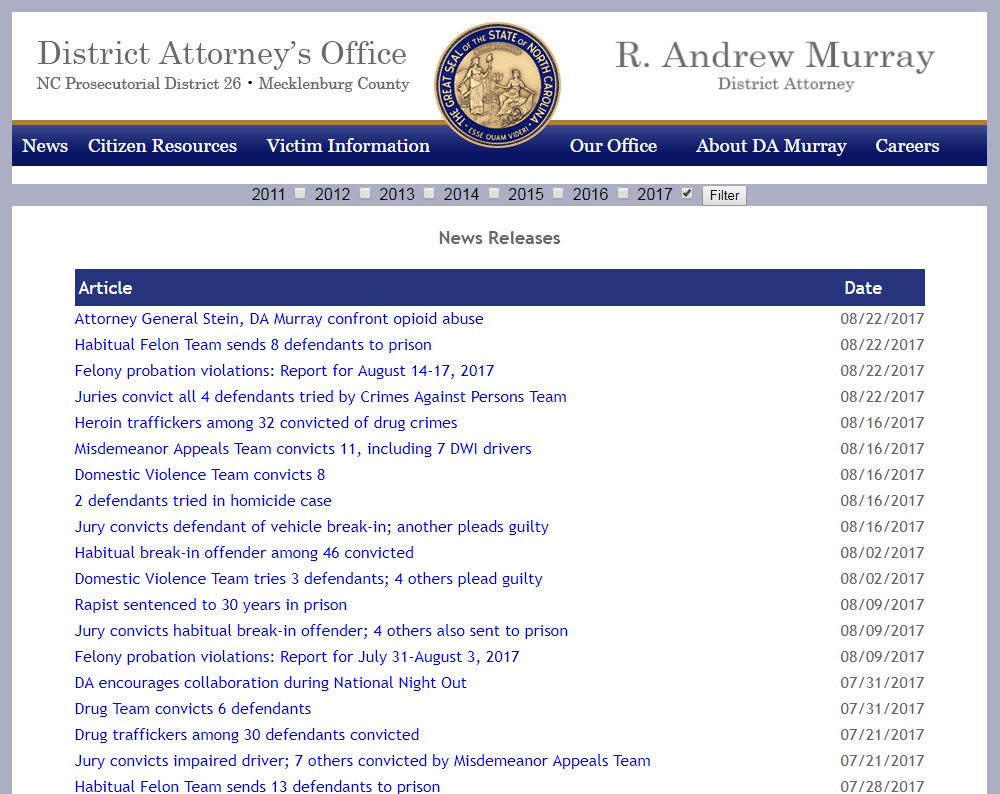 District Attorney's Office
NC Prosecutorial District 26 • Mecklenburg County
THE GREAT SEAL OF THE STATE OF NORTH CAROLINA
ESSE QUAM VIDERI
R. Andrew Murray
District Attorney
News Citizen Resources Victim Information Our Office About DA Murray Careers
2011 2012 2013 2014 2015 2016 2017 Filter
News Releases
Article Date
Attorney General Stein, DA Murray confront opioid abuse 08/22/2017
Habitual Felon Team sends 8 defendants to prison 08/22/2017
Felony probation violations: Report for August 14-17, 2017 08/22/2017
Juries convict all 4 defendants tried by Crimes Against Persons Team 08/22/2017
Heroin traffickers among 32 convicted of drug crimes 08/16/2017
Misdemeanor Appeals Team convicts 11, including 7 DWI drivers 08/16/2017
Domestic Violence Team convicts 8 08/16/2017
2 defendants tried in homicide case 08/16/2017
Jury convicts defendant of vehicle break-in; another pleads guilty 08/16/2017
Habitual break-in offender among 46 convicted 08/02/2017
Domestic Violence Team tries 3 defendants; 4 others plead guilty 08/02/2017
Rapist sentenced to 30 years in prison 08/09/2017
Jury convicts habitual break-in offender; 4 others also sent to prison 08/09/2017
Felony probation violations: Report for July 31-August 3, 2017 08/09/2017
DA encourages collaboration during National Night Out 07/31/2017
Drug Team convicts 6 defendants 07/31/2017
Drug traffickers among 30 defendants convicted 07/21/2017
Jury convicts impaired driver; 7 others convicted by Misdemeanor Appeals Team 07/21/2017
Habitual Felon Team sends 13 defendants to prison 07/28/2017